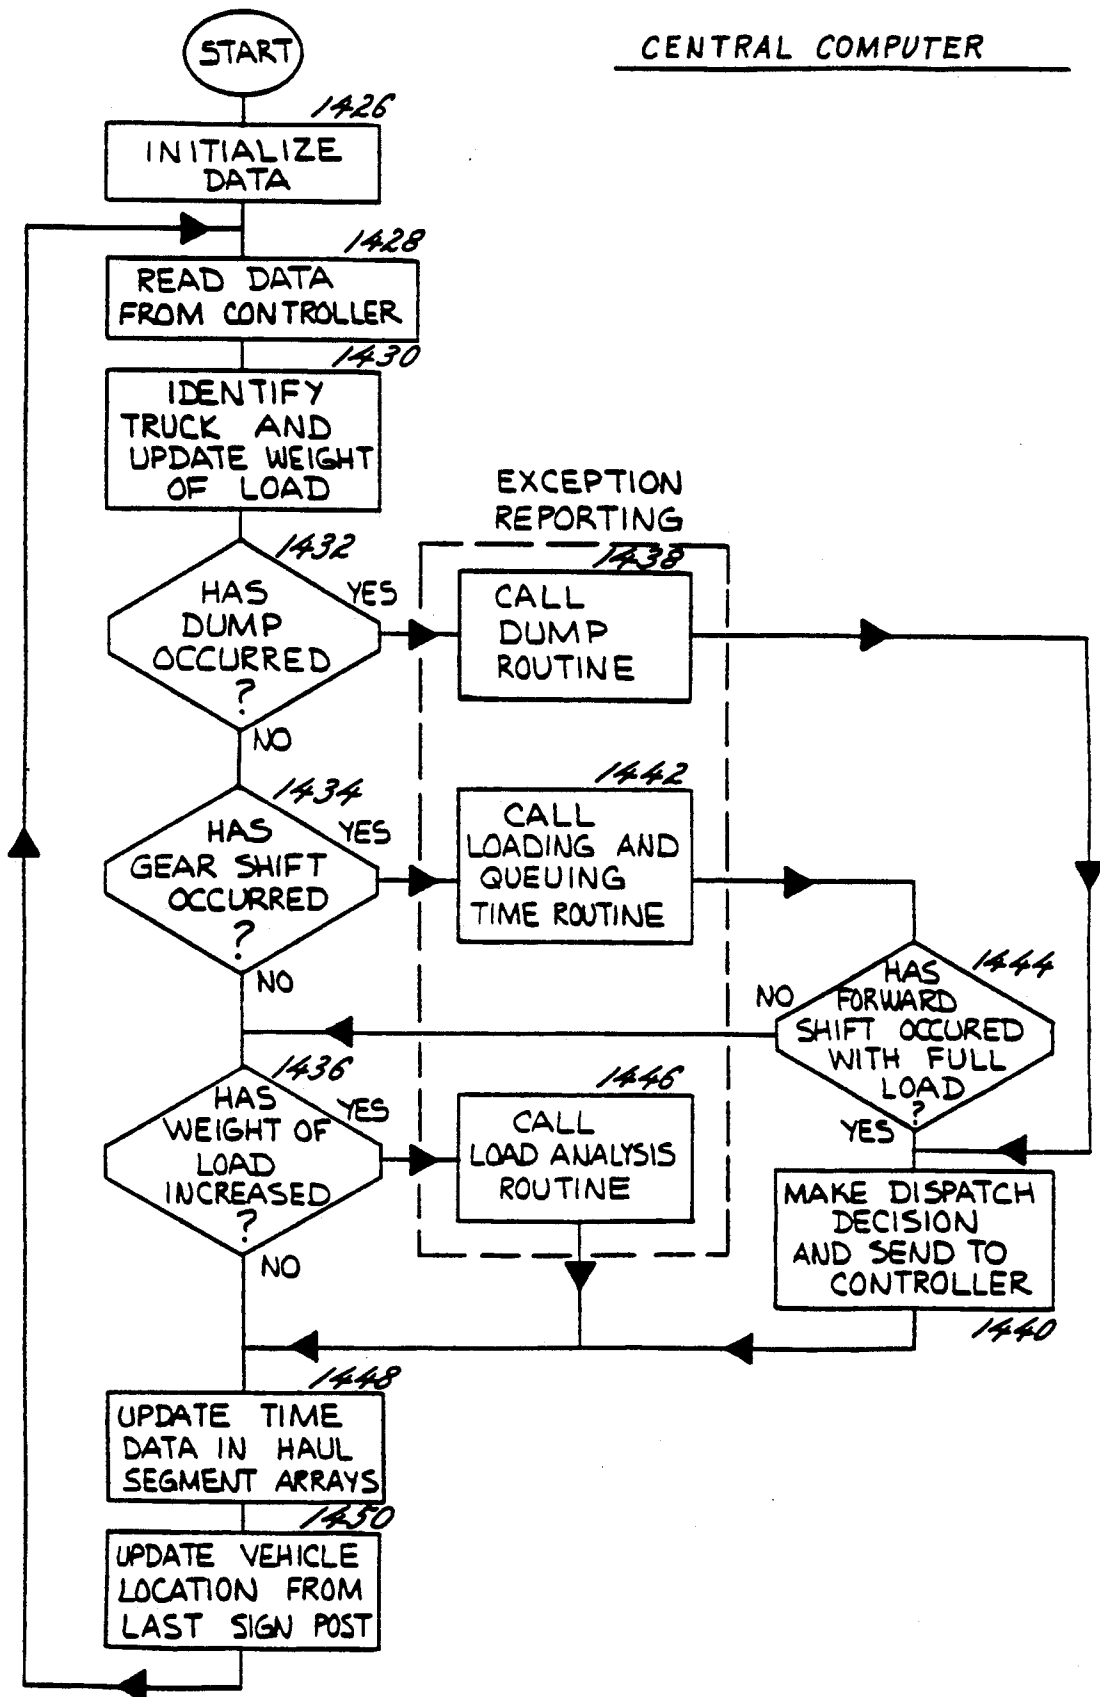 START
CENTRAL COMPUTER
1426
INITIALIZE
DATA
1428
READ DATA
FROM CONTROLLER
1430
IDENTIFY
TRUCK AND
UPDATE WEIGHT
OF LOAD
EXCEPTION
REPORTING
1432
HAS
DUMP
OCCURRED
?
YES
NO
1438
CALL
DUMP
ROUTINE
1434
HAS
GEAR SHIFT
OCCURRED
?
YES
NO
1442
CALL
LOADING AND
QUEUING
TIME ROUTINE
1444
HAS
FORWARD
SHIFT OCCURED
WITH FULL
LOAD
?
NO
YES
1436
HAS
WEIGHT OF
LOAD
INCREASED
?
YES
NO
1446
CALL
LOAD ANALYSIS
ROUTINE
MAKE DISPATCH
DECISION
AND SEND TO
CONTROLLER
1440
1448
UPDATE TIME
DATA IN HAUL
SEGMENT ARRAYS
1450
UPDATE VEHICLE
LOCATION FROM
LAST SIGN POST